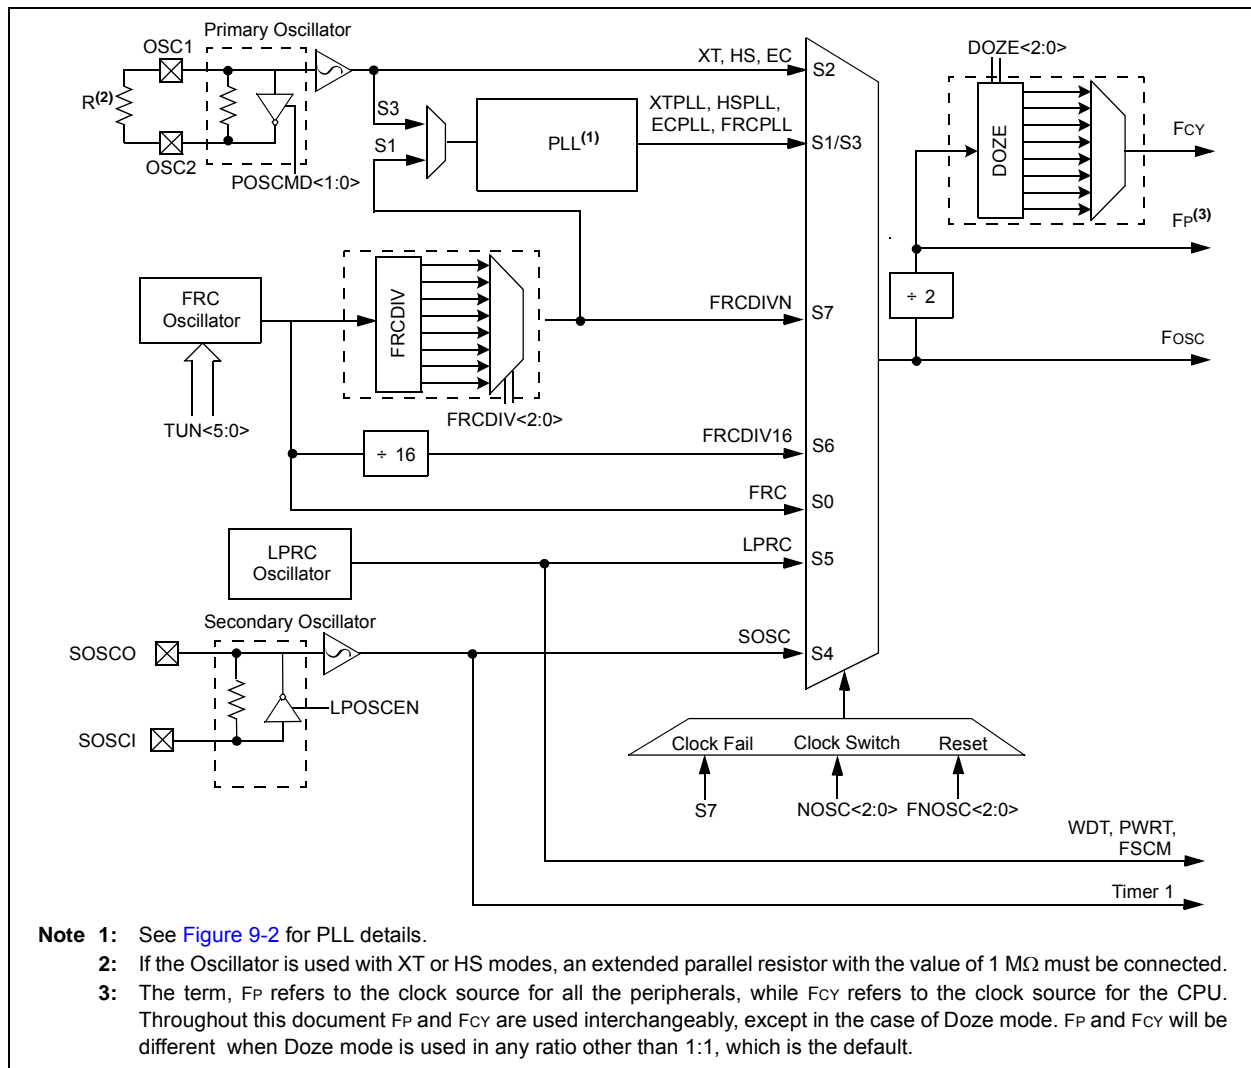 Primary Oscillator
OSC1
R(2)
OSC2
POSCMD<1:0>
S3
S1
PLL(1)
XT, HS, EC
XTPLL, HSPLL,
ECPLL, FRCPLL
S2
S1/S3
DOZE<2:0>
DOZE
FCY
FP(3)
÷ 2
FOSC
FRC
Oscillator
TUN<5:0>
FRCDIV
FRCDIV<2:0>
FRCDIVN
S7
÷ 16
FRCDIV16
S6
FRC
S0
LPRC
Oscillator
LPRC
S5
Secondary Oscillator
SOSCO
SOSCI
LPOSCEN
SOSC
S4
Clock Fail
Clock Switch
Reset
S7
NOSC<2:0>
FNOSC<2:0>
WDT, PWRT,
FSCM
Timer 1
Note 1: See Figure 9-2 for PLL details.
2: If the Oscillator is used with XT or HS modes, an extended parallel resistor with the value of 1 MΩ must be connected.
3: The term, FP refers to the clock source for all the peripherals, while FCY refers to the clock source for the CPU.
Throughout this document FP and FCY are used interchangeably, except in the case of Doze mode. FP and FCY will be
different when Doze mode is used in any ratio other than 1:1, which is the default.